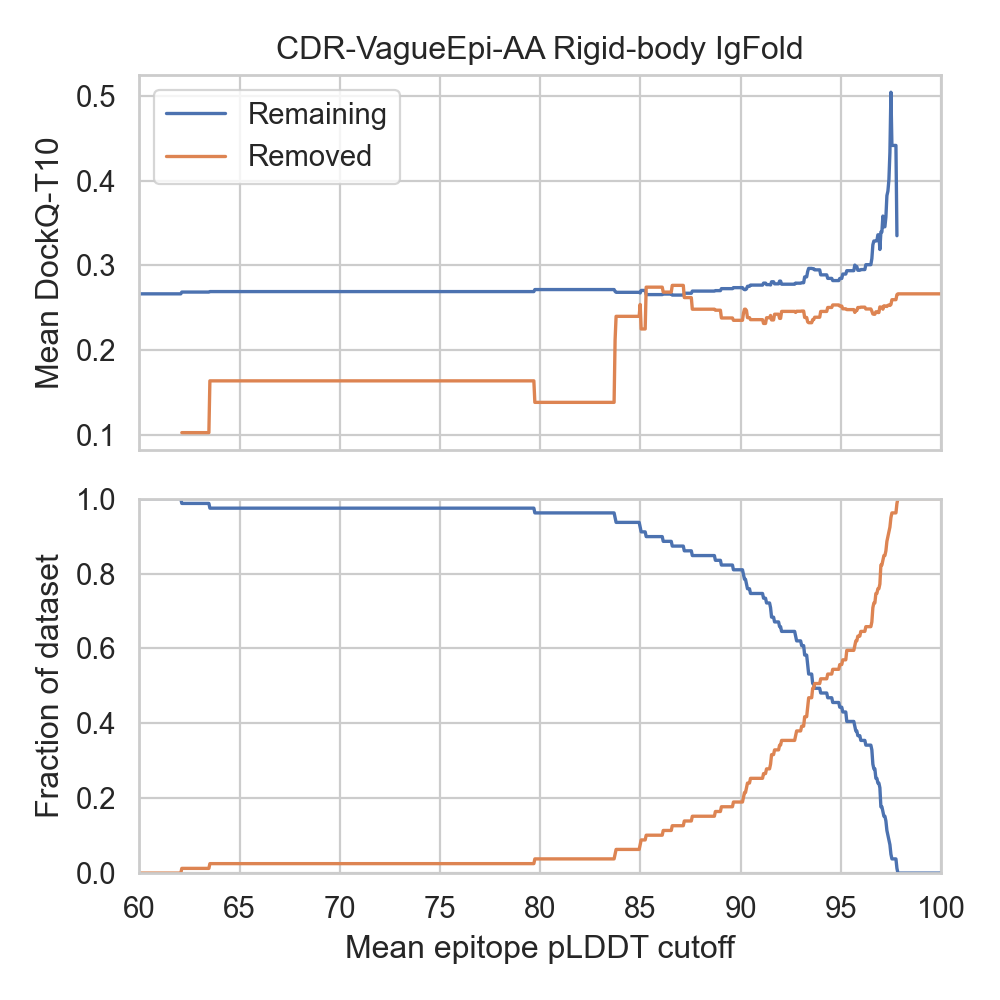 CDR-VagueEpi-AA Rigid-body IgFold
Remaining
Removed
Mean DockQ-T10
0.5
0.4
0.3
0.2
0.1
Fraction of dataset
1.0
0.8
0.6
0.4
0.2
0.0
60 65 70 75 80 85 90 95 100
Mean epitope pLDDT cutoff